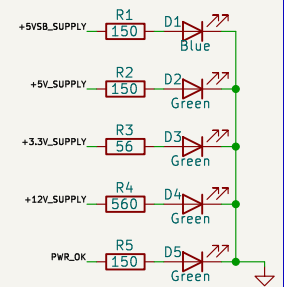 R1
+5VSB_SUPPLY 150 D1
Blue
R2
+5V_SUPPLY 150 D2
Green
R3
+3.3V_SUPPLY 56 D3
Green
R4
+12V_SUPPLY 560 D4
Green
R5
PWR_OK 150 D5
Green